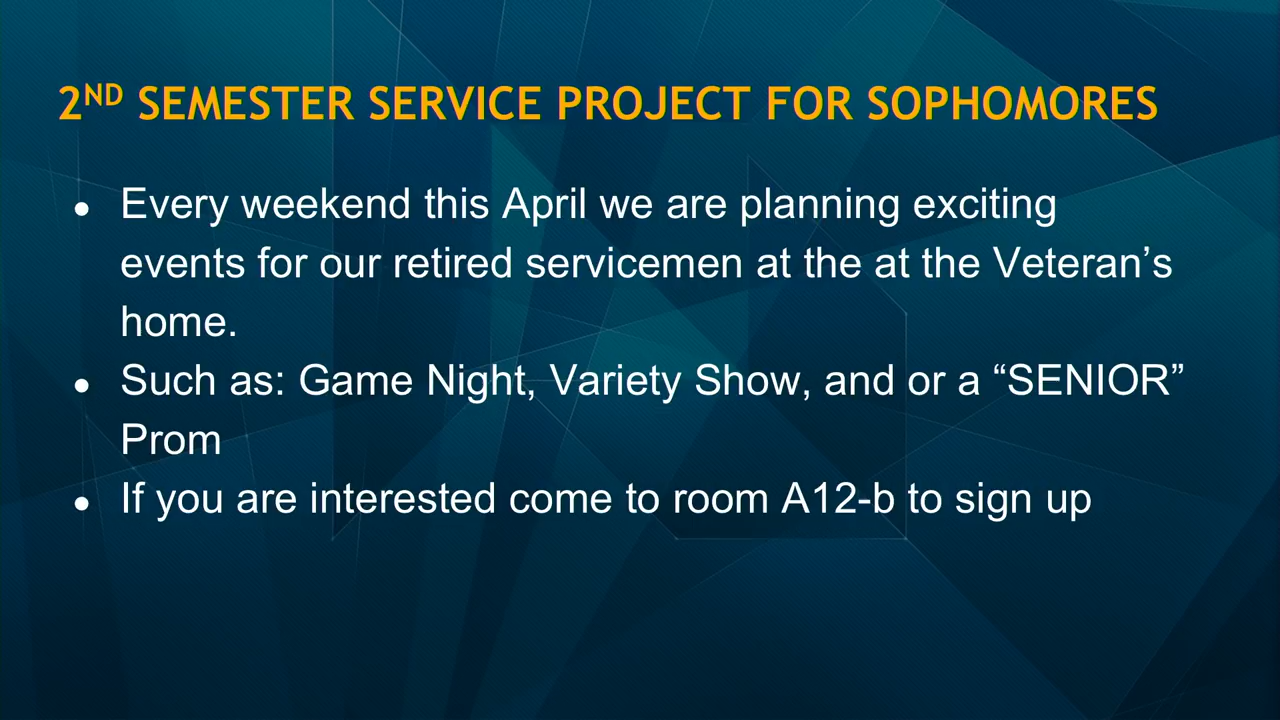 2ND SEMESTER SERVICE PROJECT FOR SOPHOMORES
● Every weekend this April we are planning exciting
events for our retired servicemen at the at the Veteran’s
home.
● Such as: Game Night, Variety Show, and or a “SENIOR”
Prom
● If you are interested come to room A12-b to sign up